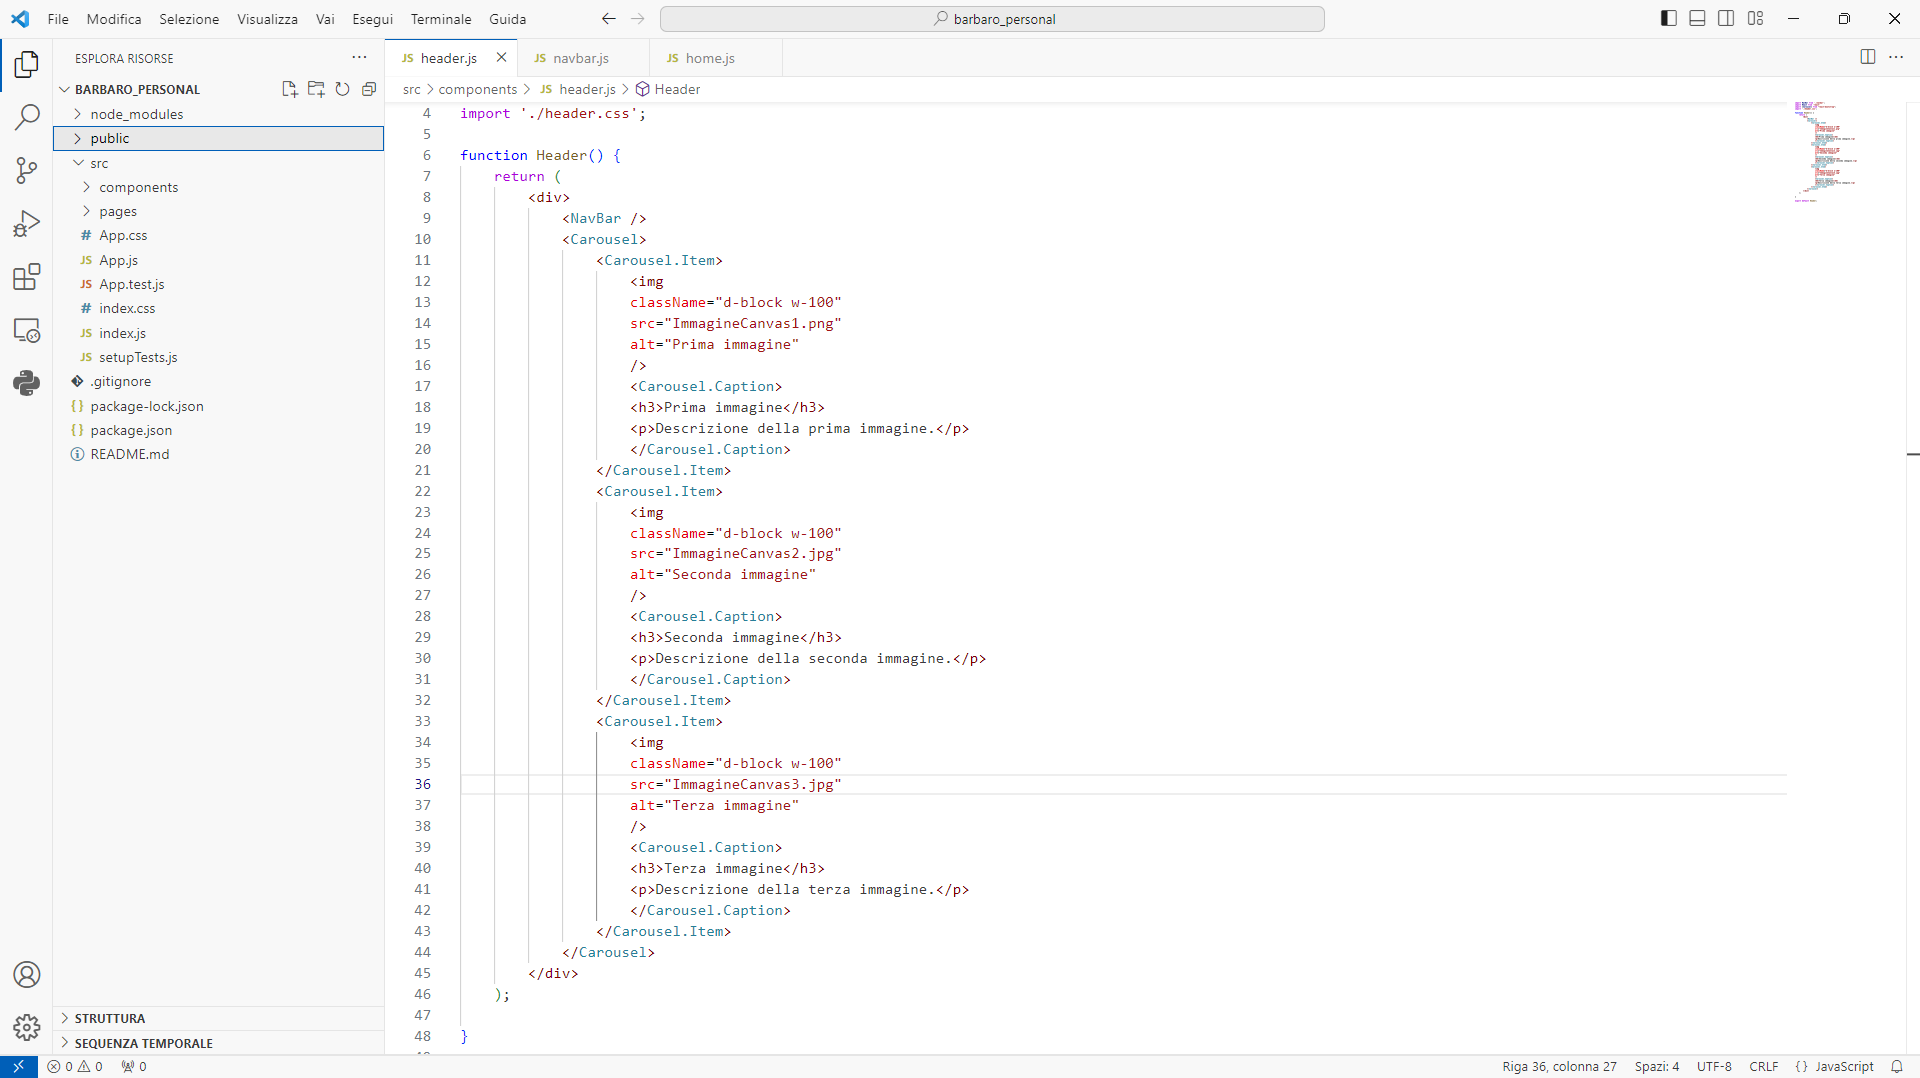 File Modifica Selezione Visualizza Vai Esegui Terminale Guida
barbaro_personal
ESPLORA RISORSE
BARBARO_PERSONAL
node_modules
public
src
components
pages
# App.css
JS App.js
JS App.test.js
# index.css
JS index.js
JS setupTests.js
.gitignore
{} package-lock.json
{} package.json
README.md
STRUTTURA
SEQUENZA TEMPORALE
JS header.js JS navbar.js JS home.js
src > components > JS header.js > Header
4 import './header.css';
5
6 function Header() {
7 return (
8 <div>
9 <NavBar />
10 <Carousel>
11 <Carousel.Item>
12 <img
13 className="d-block w-100"
14 src="ImmagineCanvas1.png"
15 alt="Prima immagine"
16 />
17 <Carousel.Caption>
18 <h3>Prima immagine</h3>
19 <p>Descrizione della prima immagine.</p>
20 </Carousel.Caption>
21 </Carousel.Item>
22 <Carousel.Item>
23 <img
24 className="d-block w-100"
25 src="ImmagineCanvas2.jpg"
26 alt="Seconda immagine"
27 />
28 <Carousel.Caption>
29 <h3>Seconda immagine</h3>
30 <p>Descrizione della seconda immagine.</p>
31 </Carousel.Caption>
32 </Carousel.Item>
33 <Carousel.Item>
34 <img
35 className="d-block w-100"
36 src="ImmagineCanvas3.jpg"
37 alt="Terza immagine"
38 />
39 <Carousel.Caption>
40 <h3>Terza immagine</h3>
41 <p>Descrizione della terza immagine.</p>
42 </Carousel.Caption>
43 </Carousel.Item>
44 </Carousel>
45 </div>
46 );
47
48 }
0 0 0
Riga 36, colonna 27 Spazi: 4 UTF-8 CRLF {} JavaScript